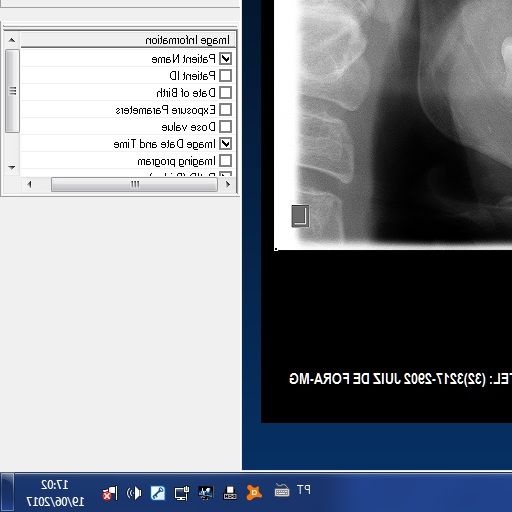 Image Information
Patient Name
Patient ID
Date of Birth
Exposure Parameters
Dose value
Image Date and Time
Imaging program
TEL: (32)3217-2902 JUIZ DE FORA-MG
PT
17:02
19/06/2017